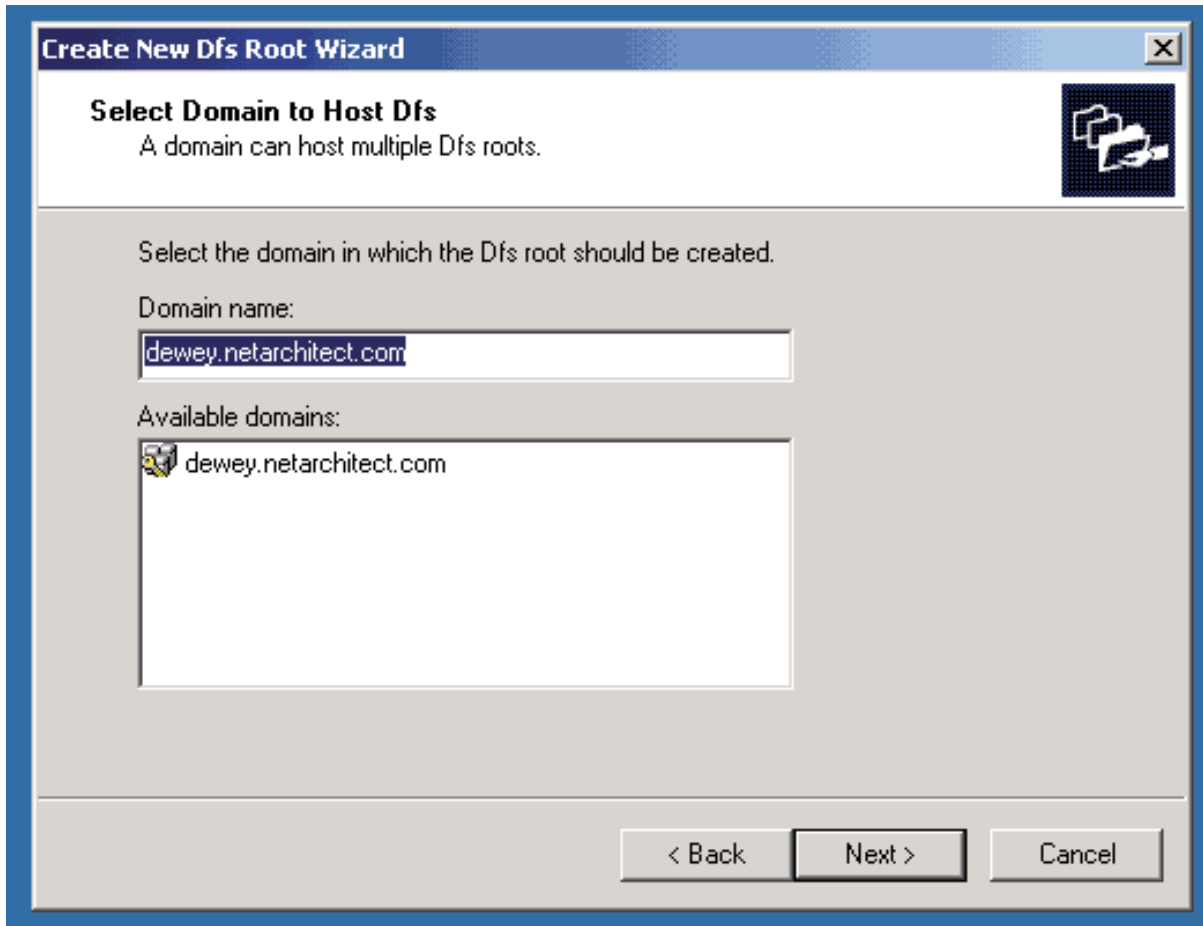 Create New Dfs Root Wizard
Select Domain to Host Dfs
A domain can host multiple Dfs roots.
Select the domain in which the Dfs root should be created.
Domain name:
dewey.netarchitect.com
Available domains:
dewey.netarchitect.com
< Back Next > Cancel